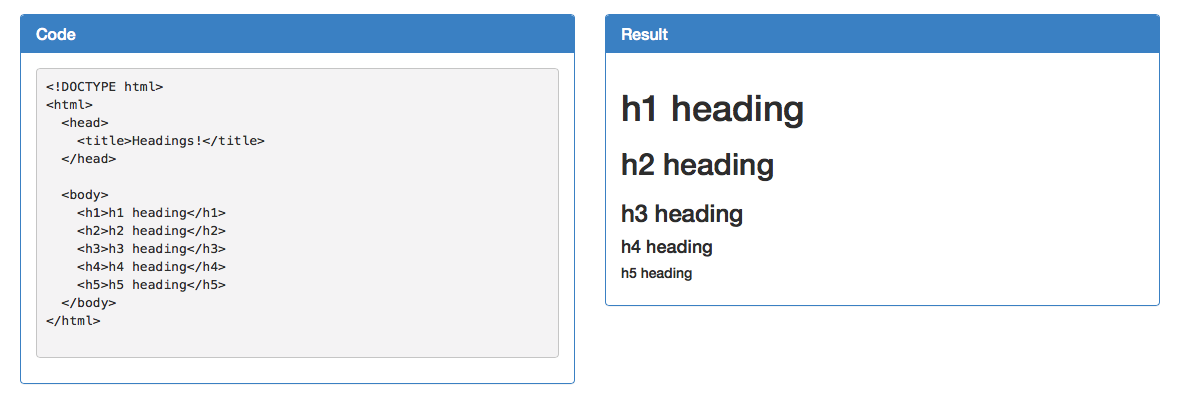 Code
<!DOCTYPE html>
<html>
  <head>
    <title>Headings!</title>
  </head>

  <body>
    <h1>h1 heading</h1>
    <h2>h2 heading</h2>
    <h3>h3 heading</h3>
    <h4>h4 heading</h4>
    <h5>h5 heading</h5>
  </body>
</html>
Result
h1 heading
h2 heading
h3 heading
h4 heading
h5 heading